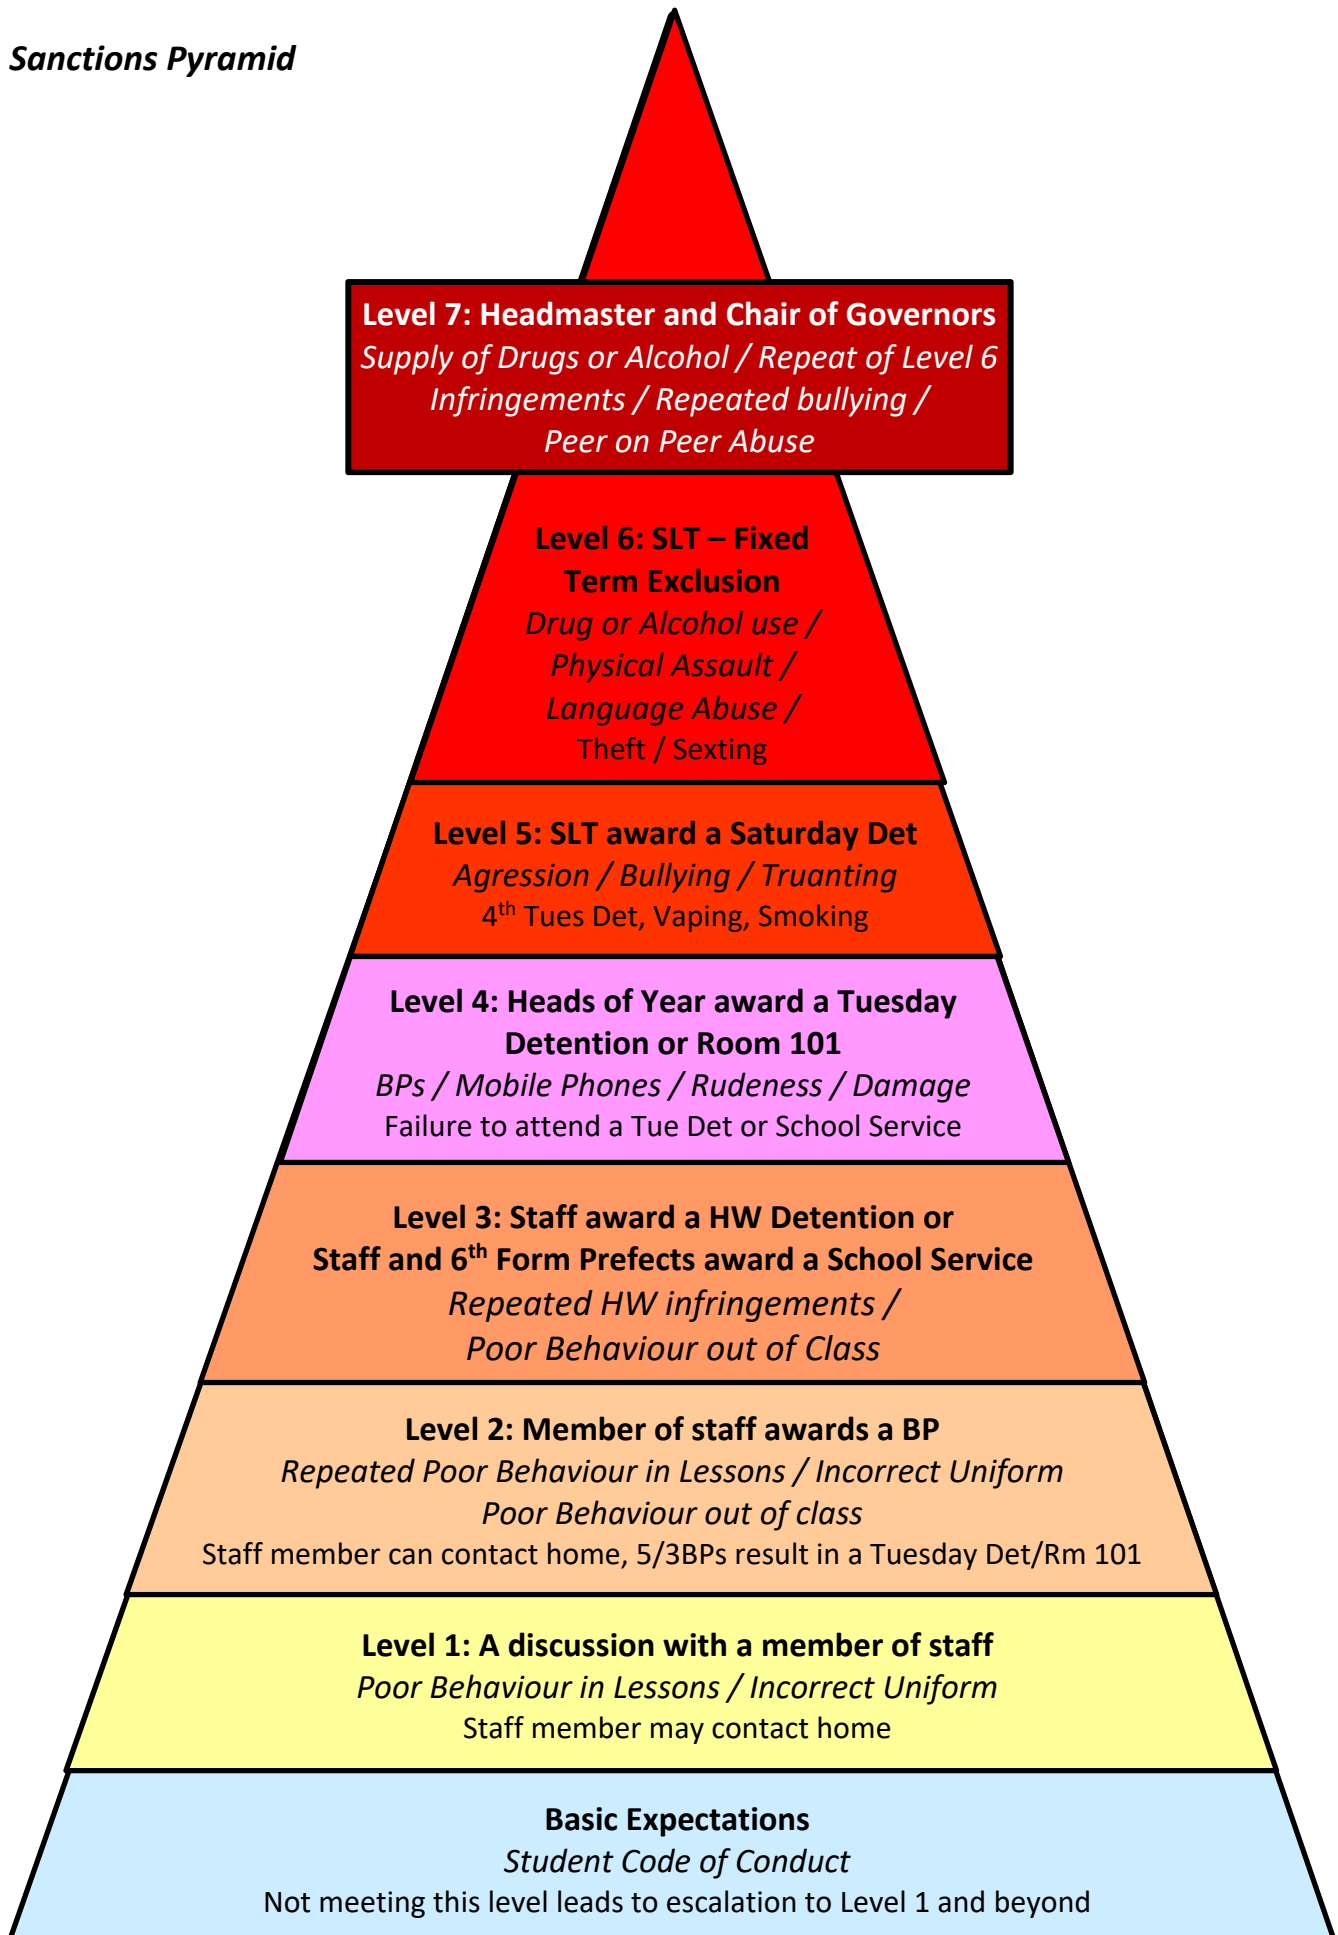 Sanctions Pyramid
Level 7: Headmaster and Chair of Governors
Supply of Drugs or Alcohol / Repeat of Level 6
Infringements / Repeated bullying /
Peer on Peer Abuse
Level 6: SLT – Fixed
Term Exclusion
Drug or Alcohol use /
Physical Assault /
Language Abuse /
Theft / Sexting
Level 5: SLT award a Saturday Det
Agression / Bullying / Truanting
4th Tues Det, Vaping, Smoking
Level 4: Heads of Year award a Tuesday
Detention or Room 101
BPs / Mobile Phones / Rudeness / Damage
Failure to attend a Tue Det or School Service
Level 3: Staff award a HW Detention or
Staff and 6th Form Prefects award a School Service
Repeated HW infringements /
Poor Behaviour out of Class
Level 2: Member of staff awards a BP
Repeated Poor Behaviour in Lessons / Incorrect Uniform
Poor Behaviour out of class
Staff member can contact home, 5/3BPs result in a Tuesday Det/Rm 101
Level 1: A discussion with a member of staff
Poor Behaviour in Lessons / Incorrect Uniform
Staff member may contact home
Basic Expectations
Student Code of Conduct
Not meeting this level leads to escalation to Level 1 and beyond